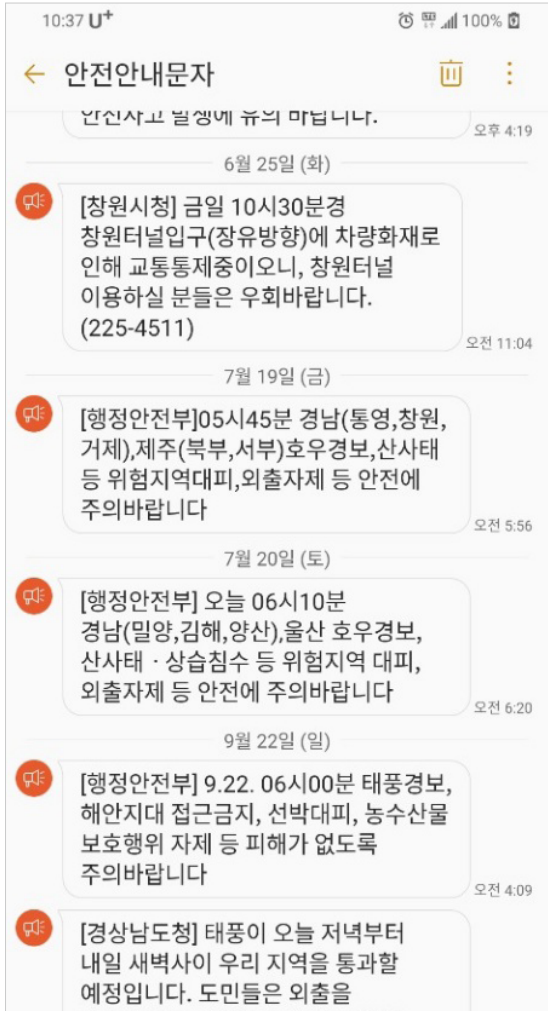 10:37 U+ 100%
안전안내문자
안전사고 발생에 유의 바랍니다.
오후 4:19
6월 25일 (화)
[창원시청] 금일 10시30분경
창원터널입구(장유방향)에 차량화재로
인해 교통통제중이오니, 창원터널
이용하실 분들은 우회바랍니다.
(225-4511)
오전 11:04
7월 19일 (금)
[행정안전부]05시45분 경남(통영,창원,
거제),제주(북부,서부)호우경보,산사태
등 위험지역대피,외출자제 등 안전에
주의바랍니다
오전 5:56
7월 20일 (토)
[행정안전부] 오늘 06시10분
경남(밀양,김해,양산),울산 호우경보,
산사태 · 상습침수 등 위험지역 대피,
외출자제 등 안전에 주의바랍니다
오전 6:20
9월 22일 (일)
[행정안전부] 9.22. 06시00분 태풍경보,
해안지대 접근금지, 선박대피, 농수산물
보호행위 자제 등 피해가 없도록
주의바랍니다
오전 4:09
[경상남도청] 태풍이 오늘 저녁부터
내일 새벽사이 우리 지역을 통과할
예정입니다. 도민들은 외출을